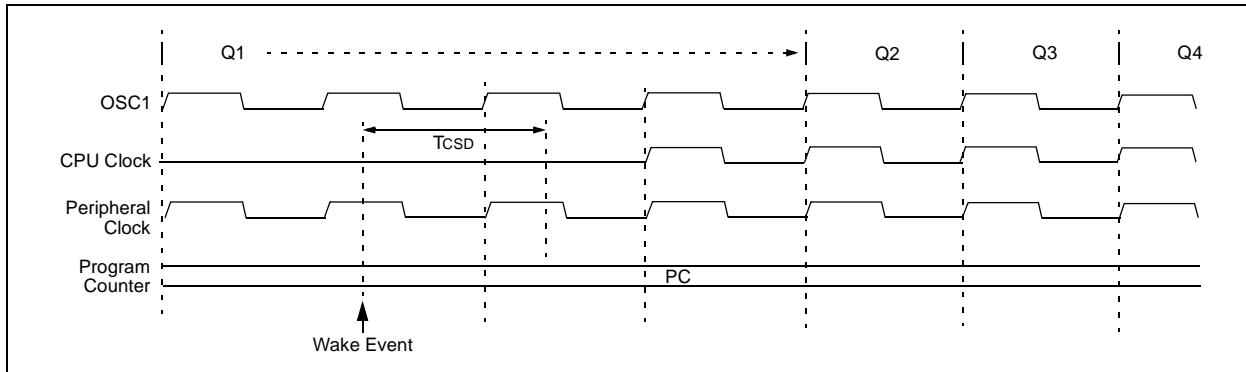 Q1 Q2 Q3 Q4
OSC1
TCSD
CPU Clock
Peripheral
Clock
Program
Counter
PC
Wake Event